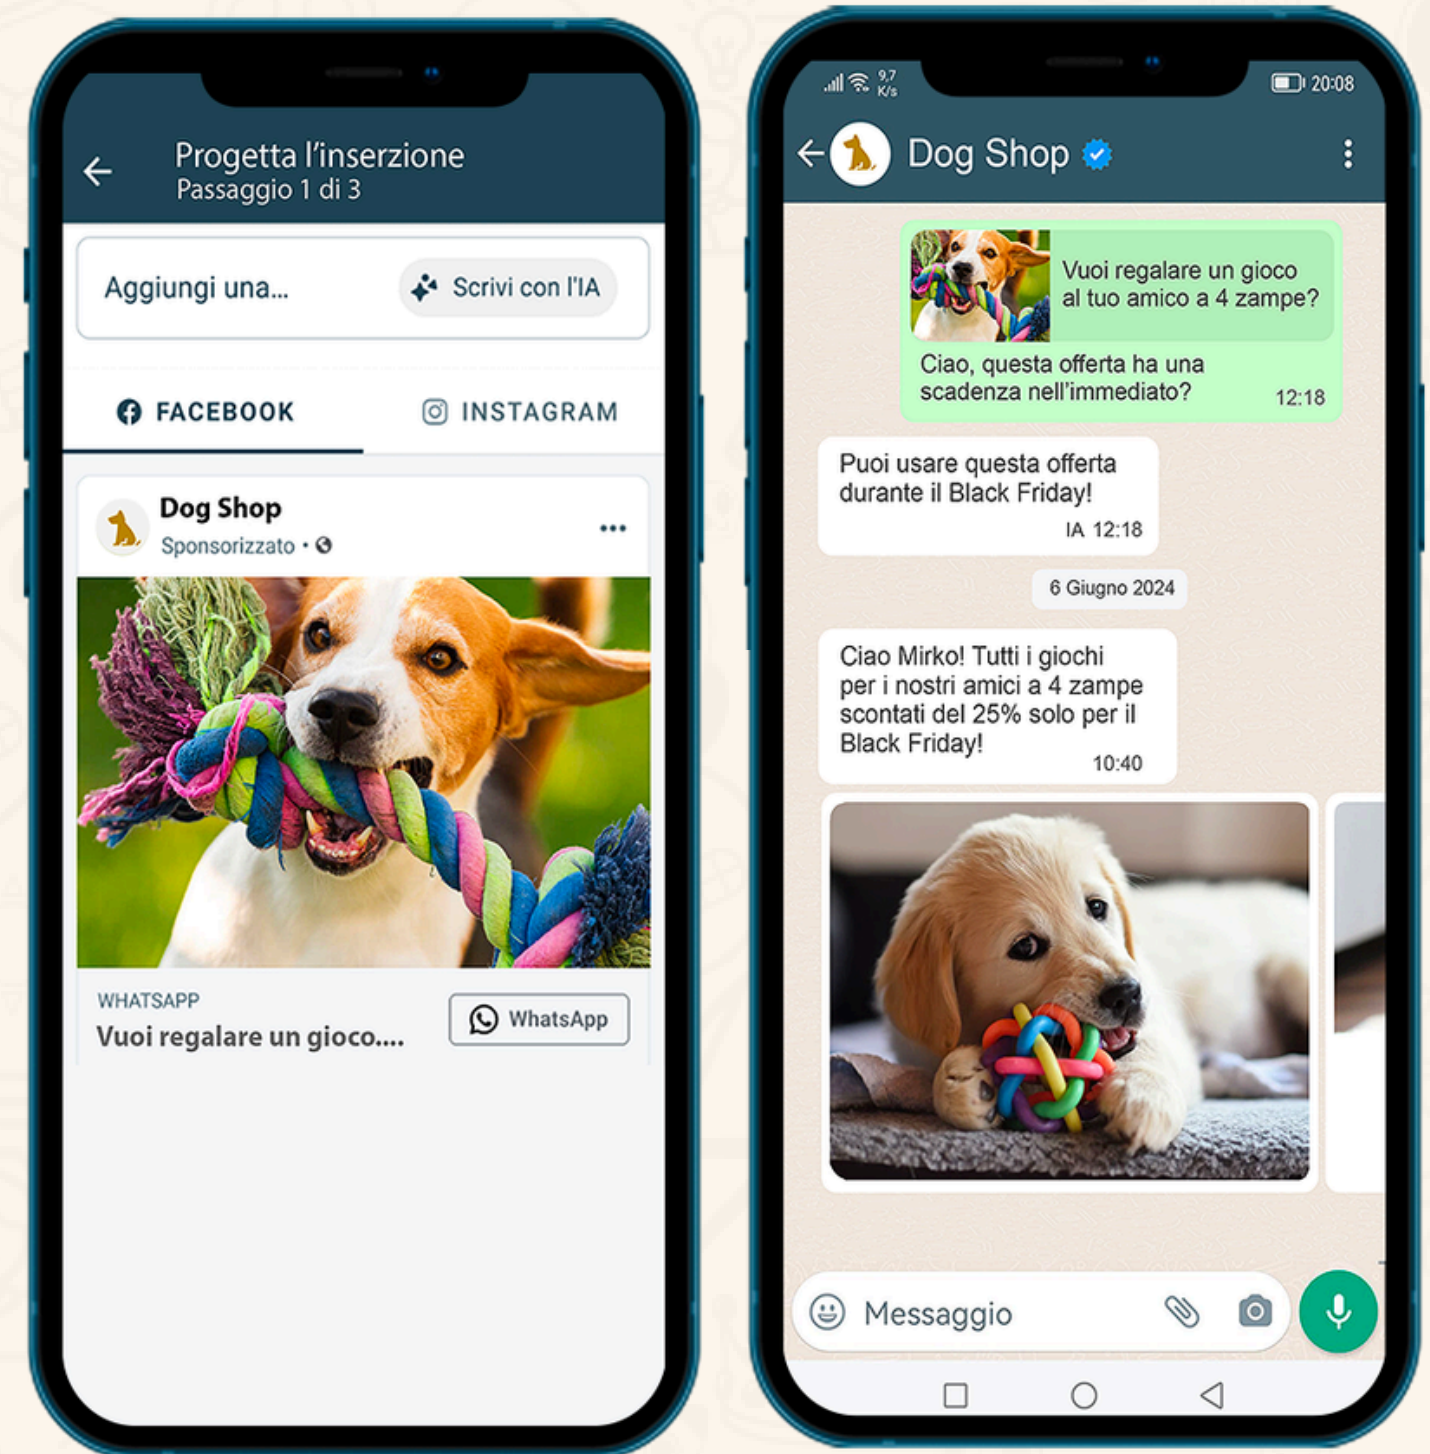 Progetta l'inserzione
Passaggio 1 di 3
Aggiungi una...
Scrivi con l'IA
FACEBOOK
INSTAGRAM
Dog Shop
Sponsorizzato
WHATSAPP
Vuoi regalare un gioco....
WhatsApp
9,7
K/s
20:08
Dog Shop
Vuoi regalare un gioco
al tuo amico a 4 zampe?
Ciao, questa offerta ha una
scadenza nell'immediato?
12:18
Puoi usare questa offerta
durante il Black Friday!
IA 12:18
6 Giugno 2024
Ciao Mirko! Tutti i giochi
per i nostri amici a 4 zampe
scontati del 25% solo per il
Black Friday!
10:40
Messaggio